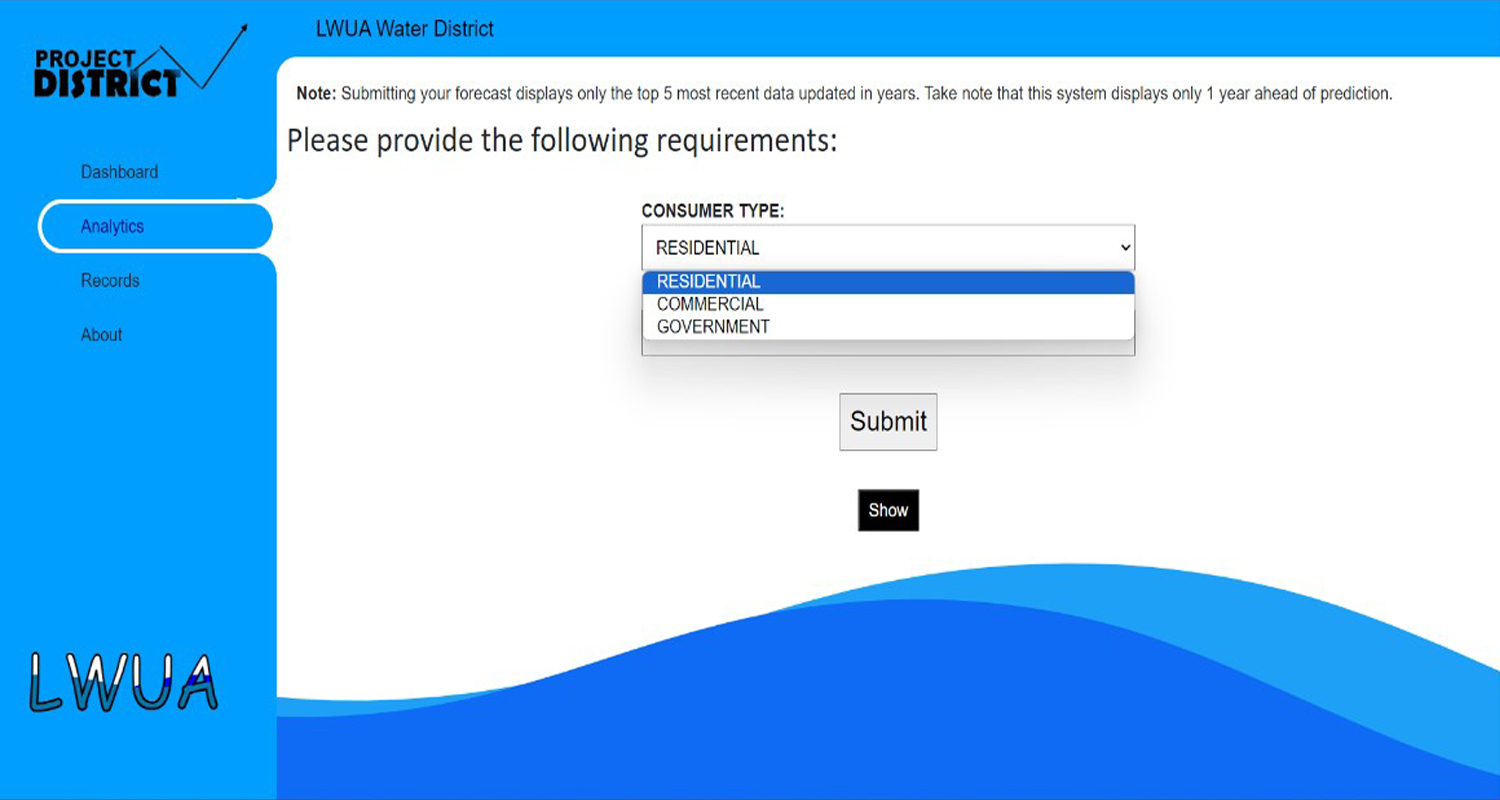 PROJECT
DISTRICT
LWUA Water District
Dashboard
Analytics
Records
About
LWUA
Note: Submitting your forecast displays only the top 5 most recent data updated in years. Take note that this system displays only 1 year ahead of prediction.
Please provide the following requirements:
CONSUMER TYPE:
RESIDENTIAL
RESIDENTIAL
COMMERCIAL
GOVERNMENT
Submit
Show